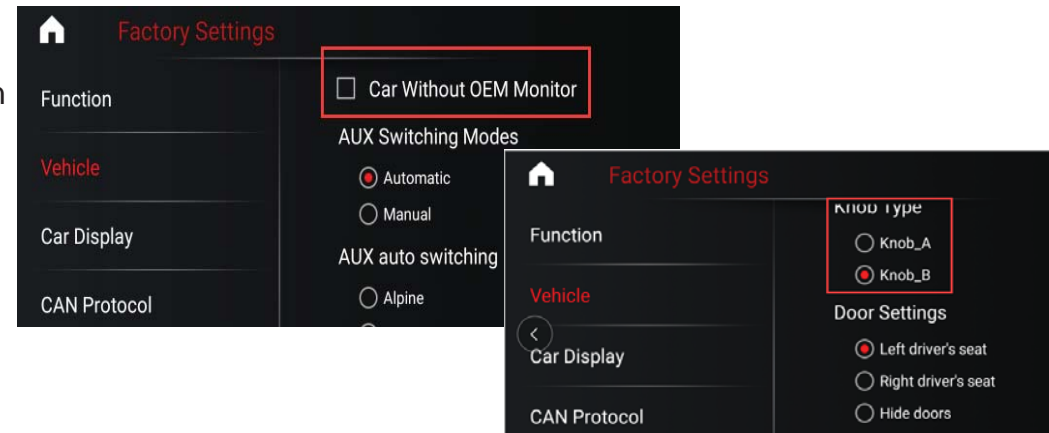 Factory Settings
Function
Vehicle
Car Display
CAN Protocol
Car Without OEM Monitor
AUX Switching Modes
Automatic
Manual
AUX auto switching
Alpine
Factory Settings
Function
Vehicle
Car Display
CAN Protocol
Knob Type
Knob_A
Knob_B
Door Settings
Left driver's seat
Right driver's seat
Hide doors